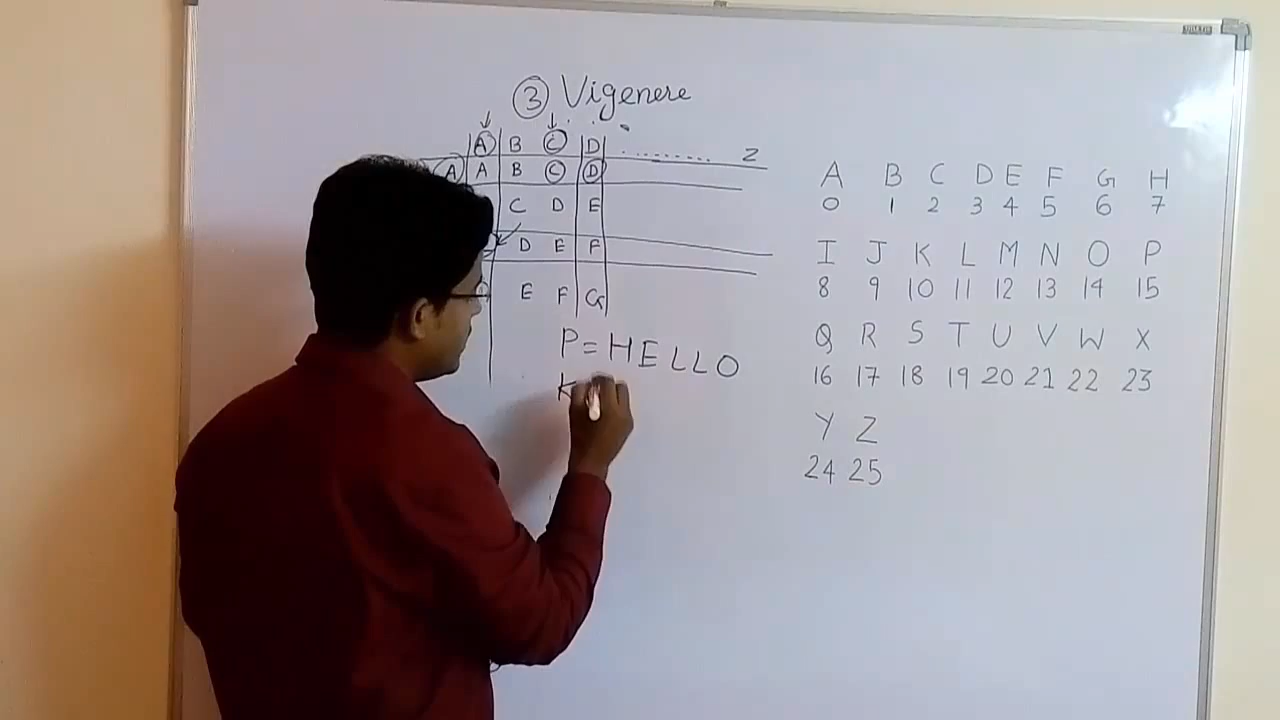 ③ Vigenere
A B C D ......... Z
A A B C D
C D E
D E F
E F G
P = HELLO
K
A B C D E F G H
0 1 2 3 4 5 6 7
I J K L M N O P
8 9 10 11 12 13 14 15
Q R S T U V W X
16 17 18 19 20 21 22 23
Y Z
24 25